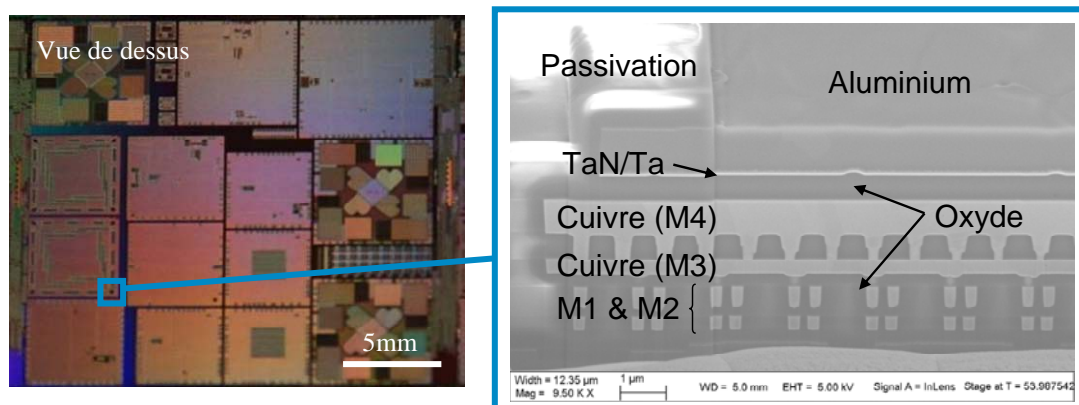 Vue de dessus
5mm
Passivation
Aluminium
TaN/Ta
Cuivre (M4)
Oxyde
Cuivre (M3)
M1 & M2
Width = 12.35 µm
Mag = 9.50 K X
1 µm
WD = 5.0 mm
EHT = 5.00 kV
Signal A = InLens
Stage at T = 53.987542